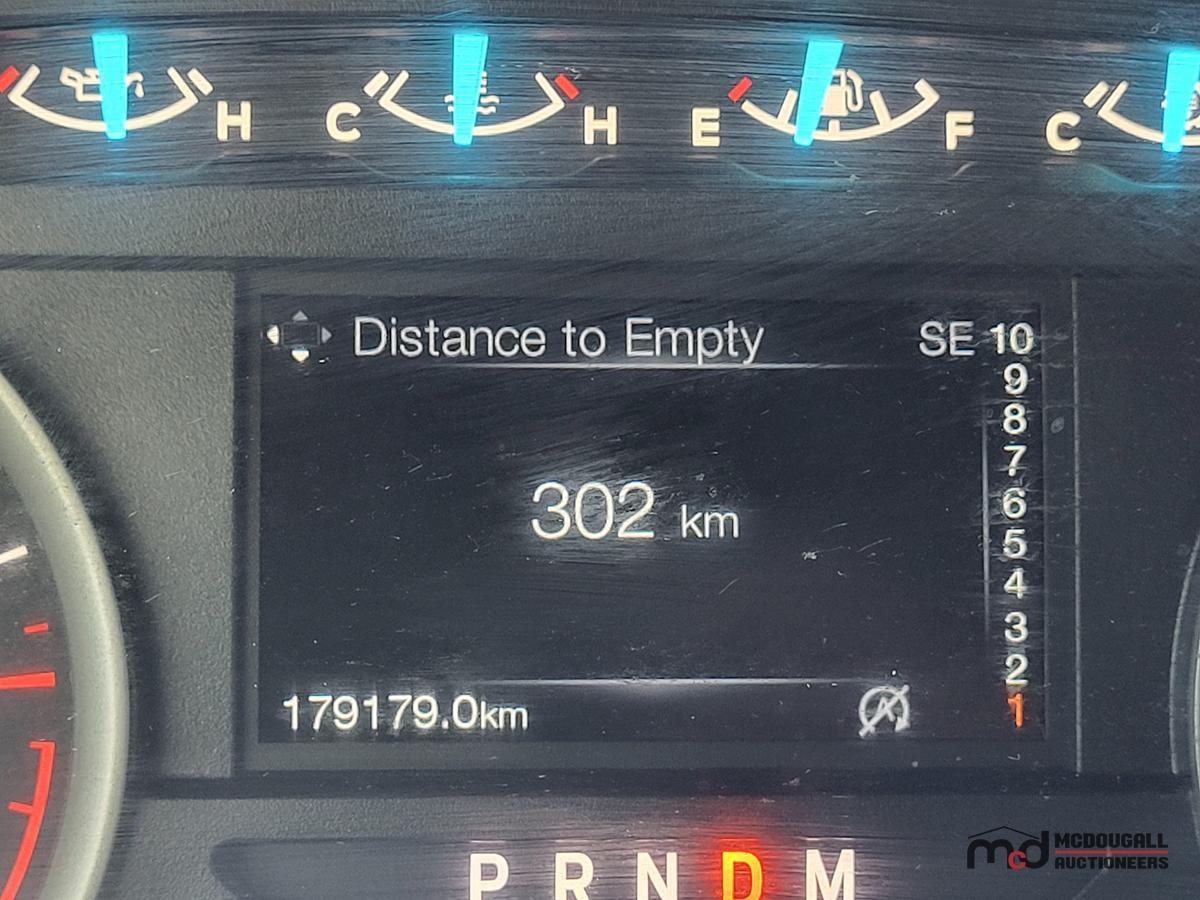 H C H E F C
Distance to Empty SE 10
9
8
7
302 km
6
5
4
3
2
179179.0km 1
P R N D M
mcd MCDOUGALL
AUCTIONEERS